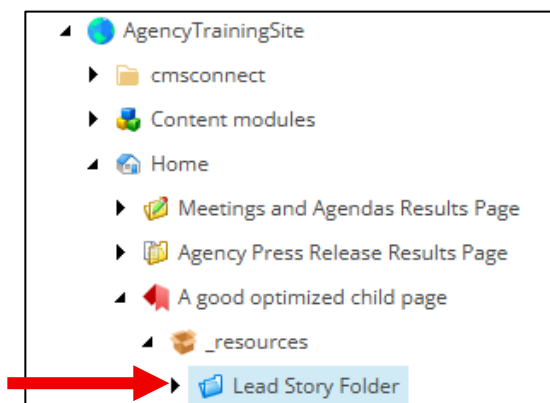 AgencyTrainingSite
cmsconnect
Content modules
Home
Meetings and Agendas Results Page
Agency Press Release Results Page
A good optimized child page
_resources
Lead Story Folder